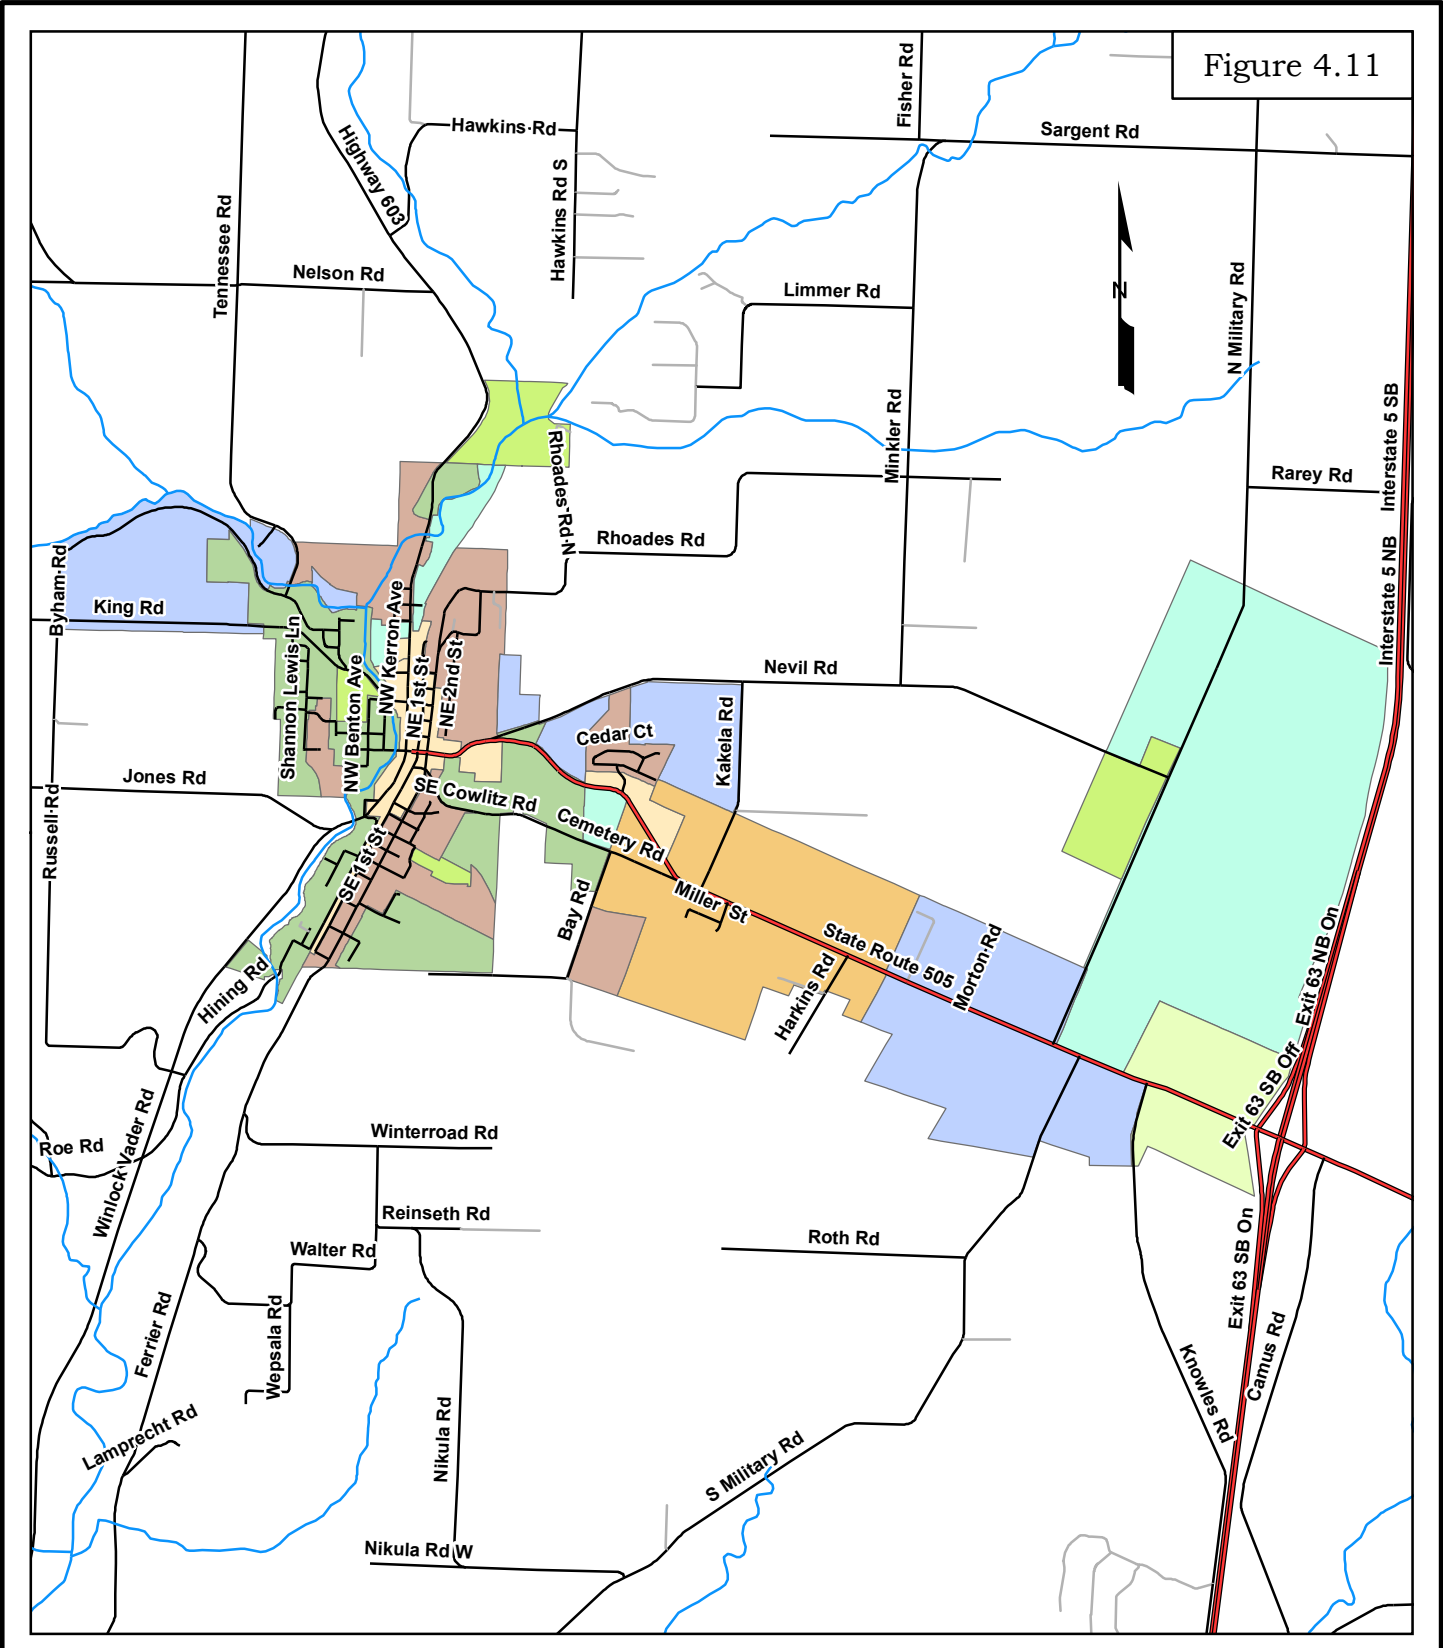 Figure 4.11
Fisher Rd
Hawkins Rd
Sargent Rd
Highway 603
Hawkins Rd S
Tennessee Rd
Nelson Rd
Limmer Rd
N
N Military Rd
Interstate 5 SB
Minkler Rd
Rhoades Rd N
Rarey Rd
Rhoades Rd
Interstate 5 NB
Byham Rd
King Rd
NW Kerron Ave
Shannon Lewis Ln
NW Benton Ave
NE 1st St
NE 2nd St
Nevil Rd
Kakela Rd
Cedar Ct
Jones Rd
SE Cowlitz Rd
Cemetery Rd
Russell Rd
SE 1st St
Bay Rd
Miller St
State Route 505
Morton Rd
Harkins Rd
Exit 63 NB On
Hining Rd
Exit 63 SB Off
Winlock Vader Rd
Roe Rd
Winterroad Rd
Reinseth Rd
Walter Rd
Roth Rd
Exit 63 SB On
Ferrier Rd
Wepsala Rd
Camus Rd
Knowles Rd
Lamprecht Rd
Nikula Rd
S Military Rd
Nikula Rd W